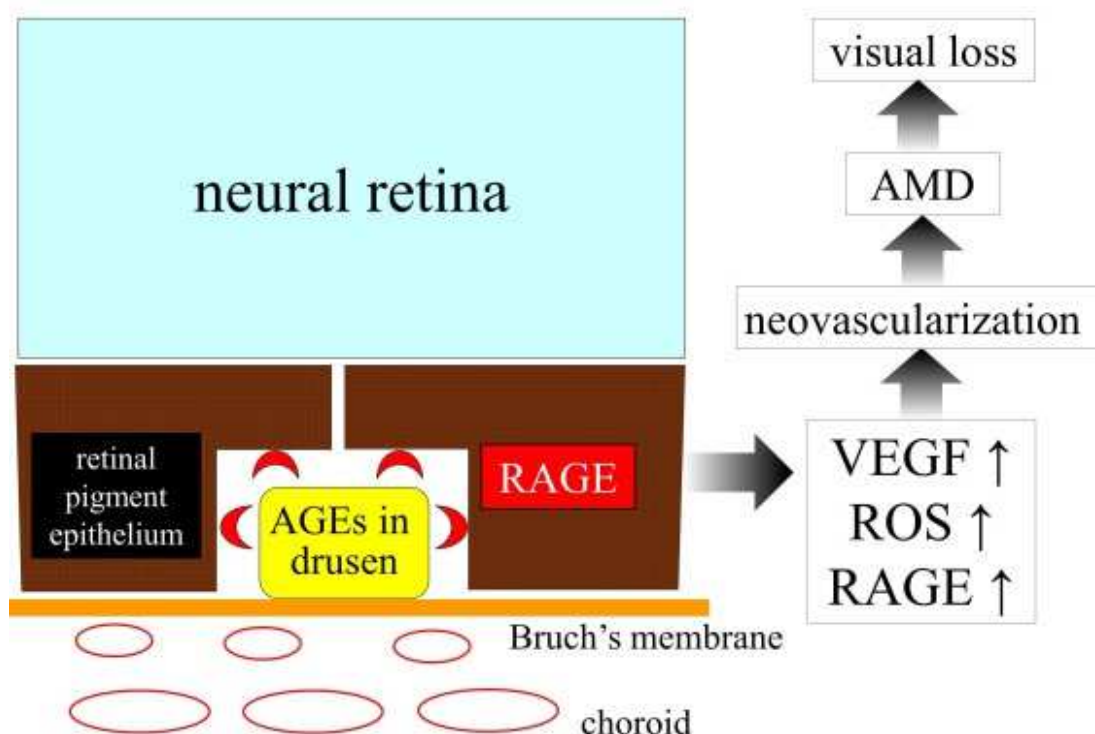 neural retina
retinal
pigment
epithelium
AGEs in
drusen
RAGE
Bruch’s membrane
choroid
visual loss
AMD
neovascularization
VEGF ↑
ROS ↑
RAGE ↑